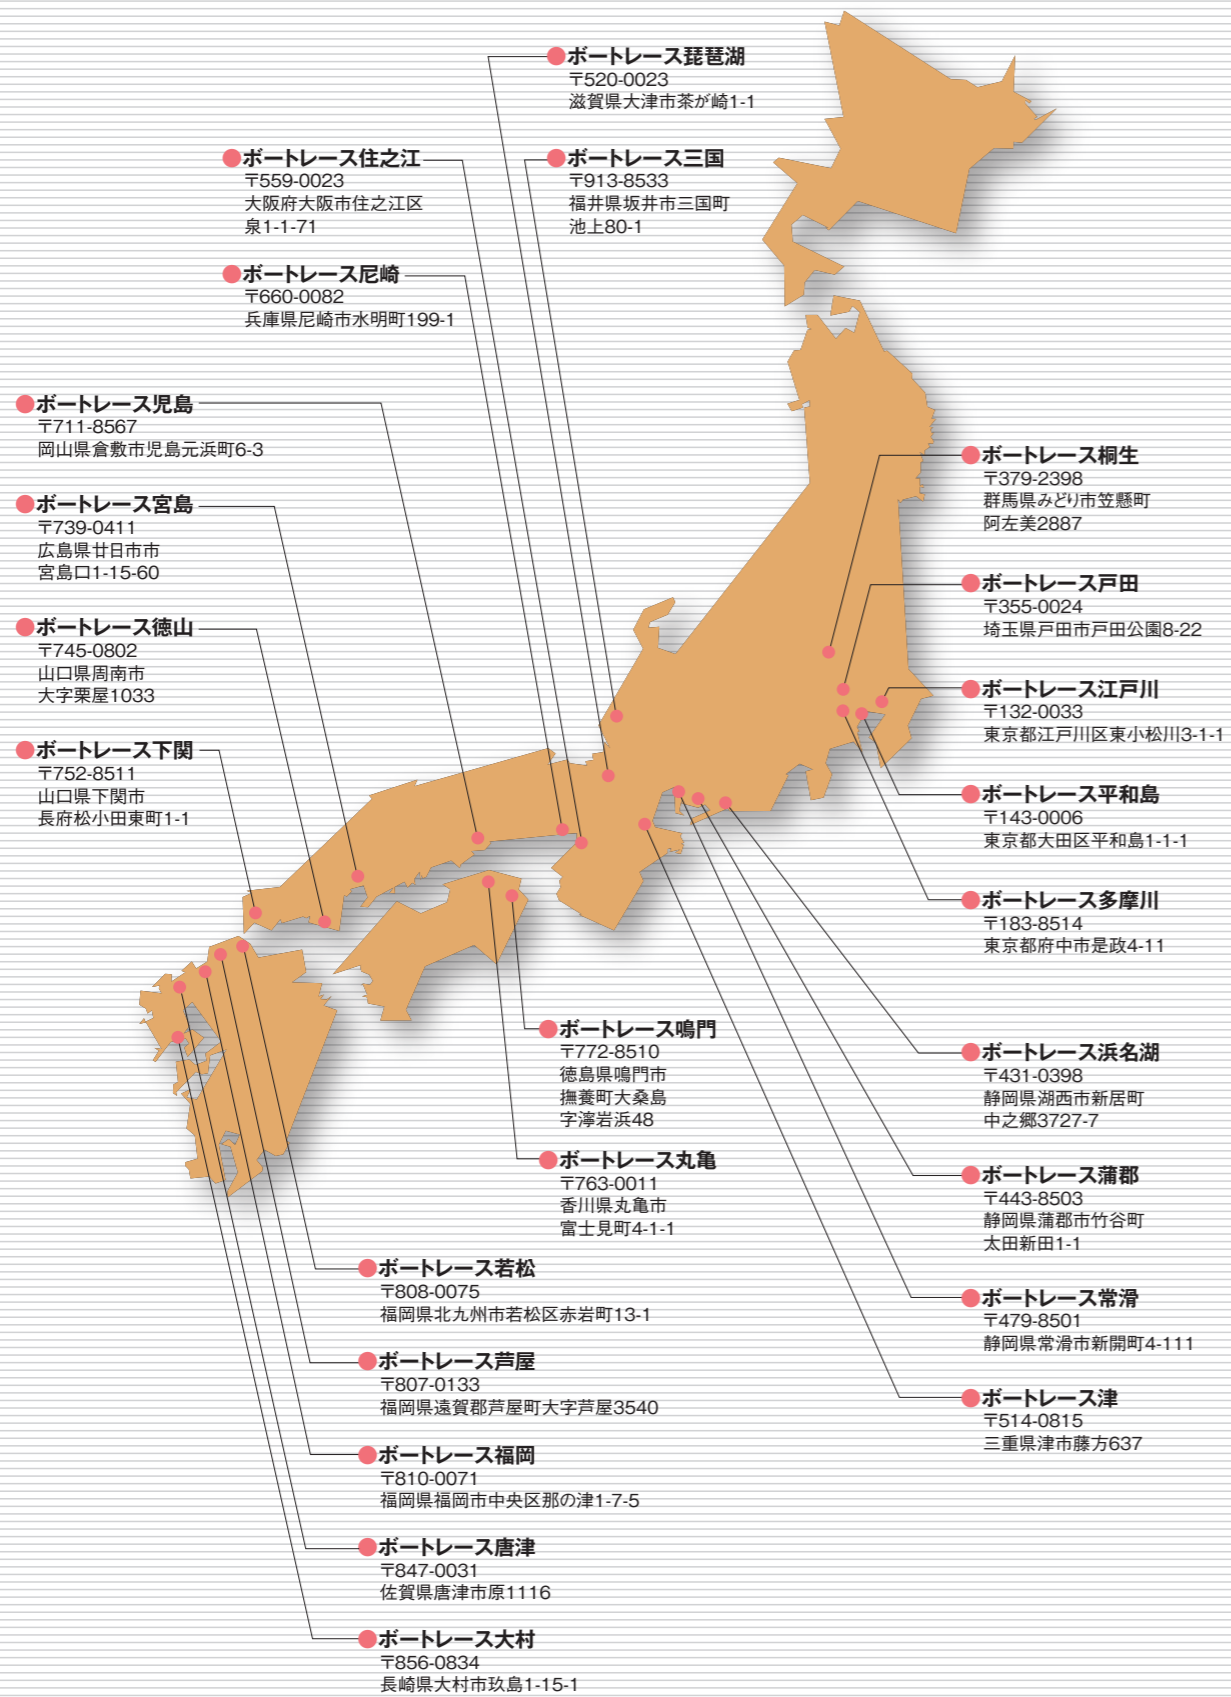 ボートレース琵琶湖
〒520-0023
滋賀県大津市茶が崎1-1
ボートレース住之江
〒559-0023
大阪府大阪市住之江区
泉1-1-71
ボートレース三国
〒913-8533
福井県坂井市三国町
池上80-1
ボートレース尼崎
〒660-0082
兵庫県尼崎市水明町199-1
ボートレース児島
〒711-8567
岡山県倉敷市児島元浜町6-3
ボートレース宮島
〒739-0411
広島県廿日市市
宮島口1-15-60
ボートレース徳山
〒745-0802
山口県周南市
大字栗屋1033
ボートレース下関
〒752-8511
山口県下関市
長府松小田東町1-1
ボートレース桐生
〒379-2398
群馬県みどり市笠懸町
阿左美2887
ボートレース戸田
〒355-0024
埼玉県戸田市戸田公園8-22
ボートレース江戸川
〒132-0033
東京都江戸川区東小松川3-1-1
ボートレース平和島
〒143-0006
東京都大田区平和島1-1-1
ボートレース多摩川
〒183-8514
東京都府中市是政4-11
ボートレース浜名湖
〒431-0398
静岡県湖西市新居町
中之郷3727-7
ボートレース蒲郡
〒443-8503
静岡県蒲郡市竹谷町
太田新田1-1
ボートレース常滑
〒479-8501
静岡県常滑市新開町4-111
ボートレース津
〒514-0815
三重県津市藤方637
ボートレース鳴門
〒772-8510
徳島県鳴門市
撫養町大桑島
字濘岩浜48
ボートレース丸亀
〒763-0011
香川県丸亀市
富士見町4-1-1
ボートレース若松
〒808-0075
福岡県北九州市若松区赤岩町13-1
ボートレース芦屋
〒807-0133
福岡県遠賀郡芦屋町大字芦屋3540
ボートレース福岡
〒810-0071
福岡県福岡市中央区那の津1-7-5
ボートレース唐津
〒847-0031
佐賀県唐津市原1116
ボートレース大村
〒856-0834
長崎県大村市玖島1-15-1